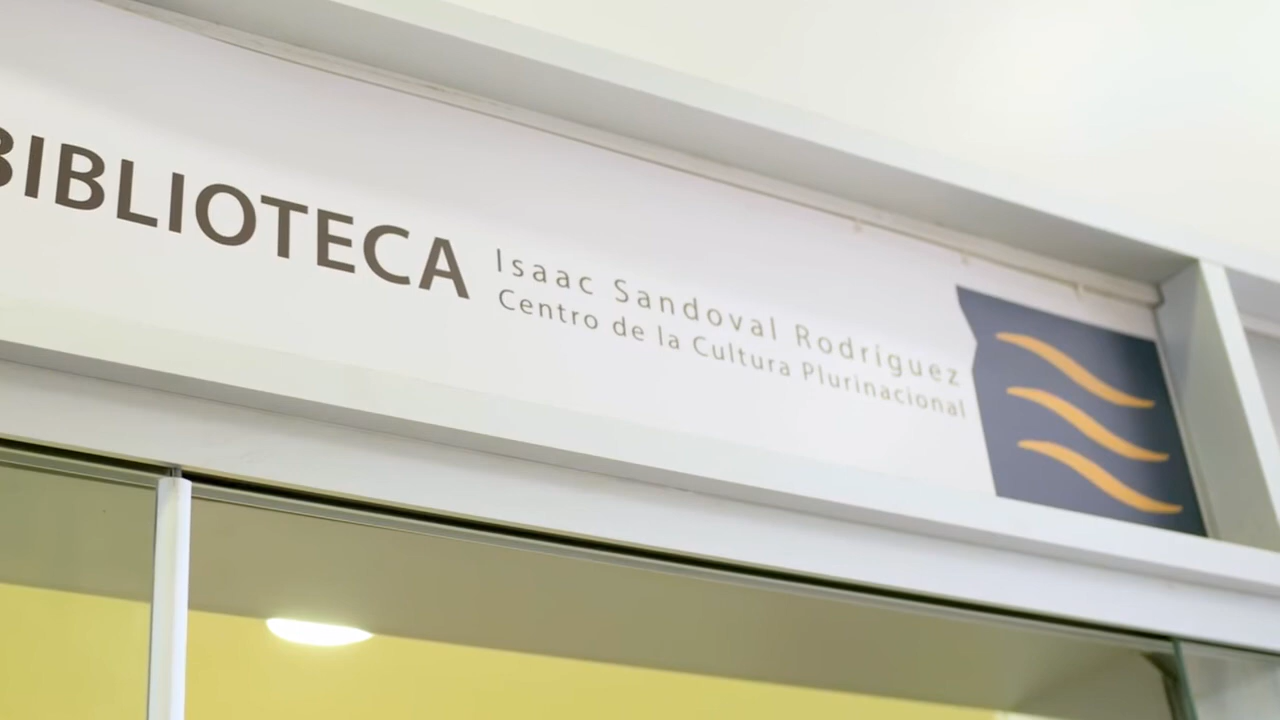 BIBLIOTECA
Isaac Sandoval Rodríguez
Centro de la Cultura Plurinacional